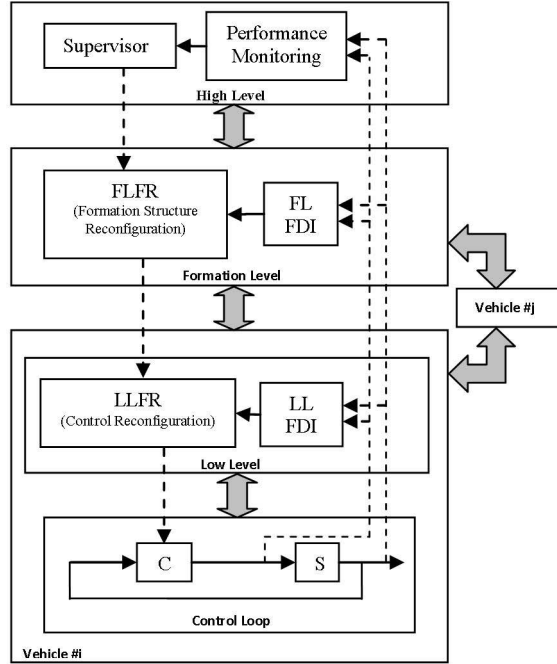 Supervisor
Performance
Monitoring
High Level
FLFR
(Formation Structure
Reconfiguration)
FL
FDI
Formation Level
Vehicle #j
LLFR
(Control Reconfiguration)
LL
FDI
Low Level
C
S
Control Loop
Vehicle #i